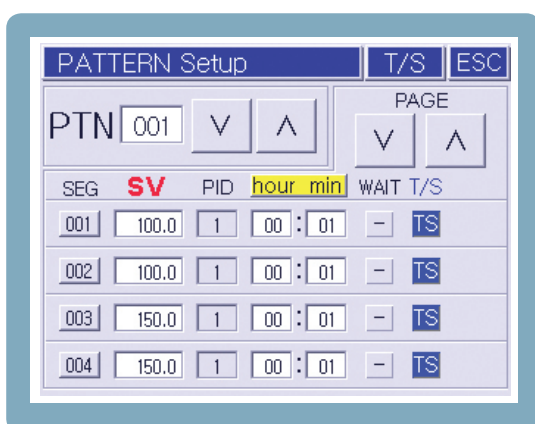 PATTERN Setup T/S ESC
PTN 001 ∨ ∧ PAGE ∨ ∧
SEG SV PID hour min WAIT T/S
001 100.0 1 00 : 01 - TS
002 100.0 1 00 : 01 - TS
003 150.0 1 00 : 01 - TS
004 150.0 1 00 : 01 - TS